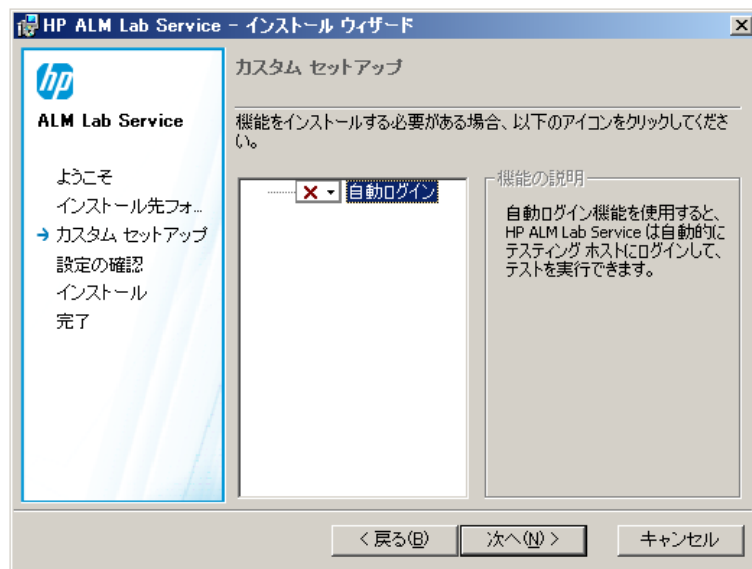 HP ALM Lab Service - インストール ウィザード
hp
ALM Lab Service
ようこそ
インストール先フォ...
カスタム セットアップ
設定の確認
インストール
完了
カスタム セットアップ
機能をインストールする必要がある場合、以下のアイコンをクリックしてくださ
い。
自動ログイン
機能の説明
自動ログイン機能を使用すると、
HP ALM Lab Service は自動的に
テスティング ホストにログインして、
テストを実行できます。
< 戻る(B)
次へ(N) >
キャンセル